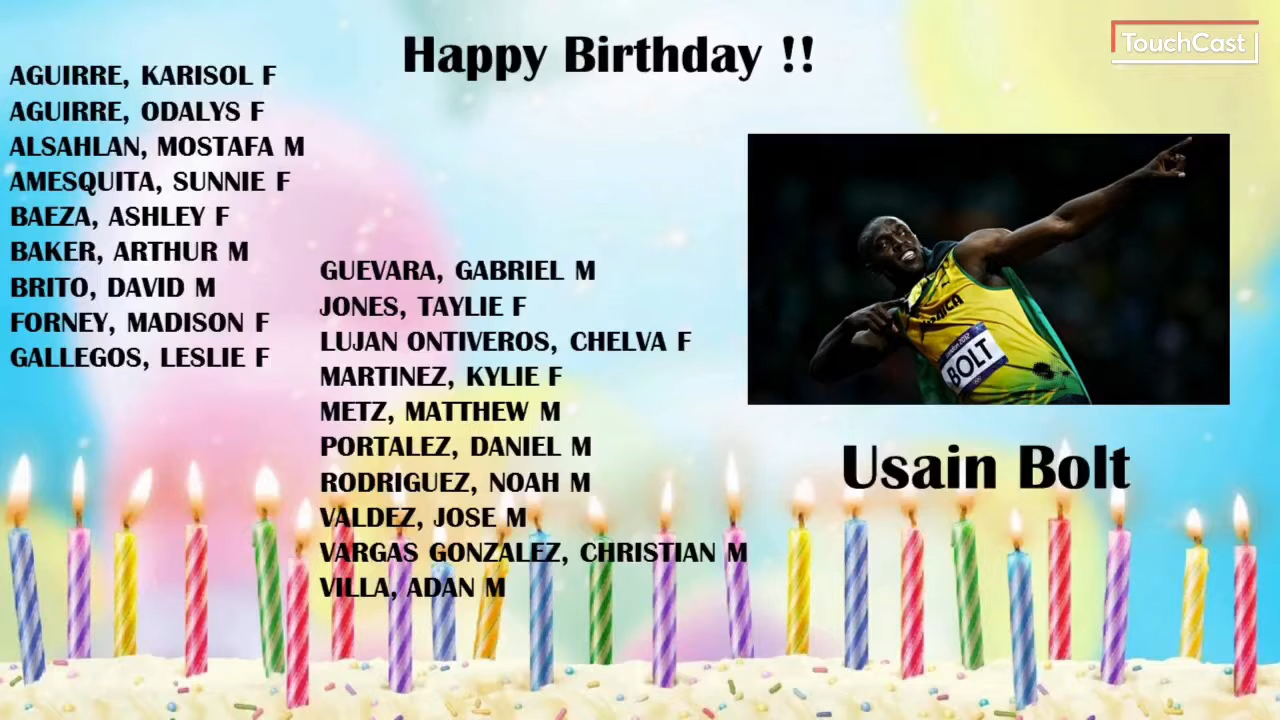 Happy Birthday !!
TouchCast
AGUIRRE, KARISOL F
AGUIRRE, ODALYS F
ALSAHLAN, MOSTAFA M
AMESQUITA, SUNNIE F
BAEZA, ASHLEY F
BAKER, ARTHUR M
BRITO, DAVID M
FORNEY, MADISON F
GALLEGOS, LESLIE F
GUEVARA, GABRIEL M
JONES, TAYLIE F
LUJAN ONTIVEROS, CHELVA F
MARTINEZ, KYLIE F
METZ, MATTHEW M
PORTALEZ, DANIEL M
RODRIGUEZ, NOAH M
VALDEZ, JOSE M
VARGAS GONZALEZ, CHRISTIAN M
VILLA, ADAN M
London 2012
BOLT
Usain Bolt